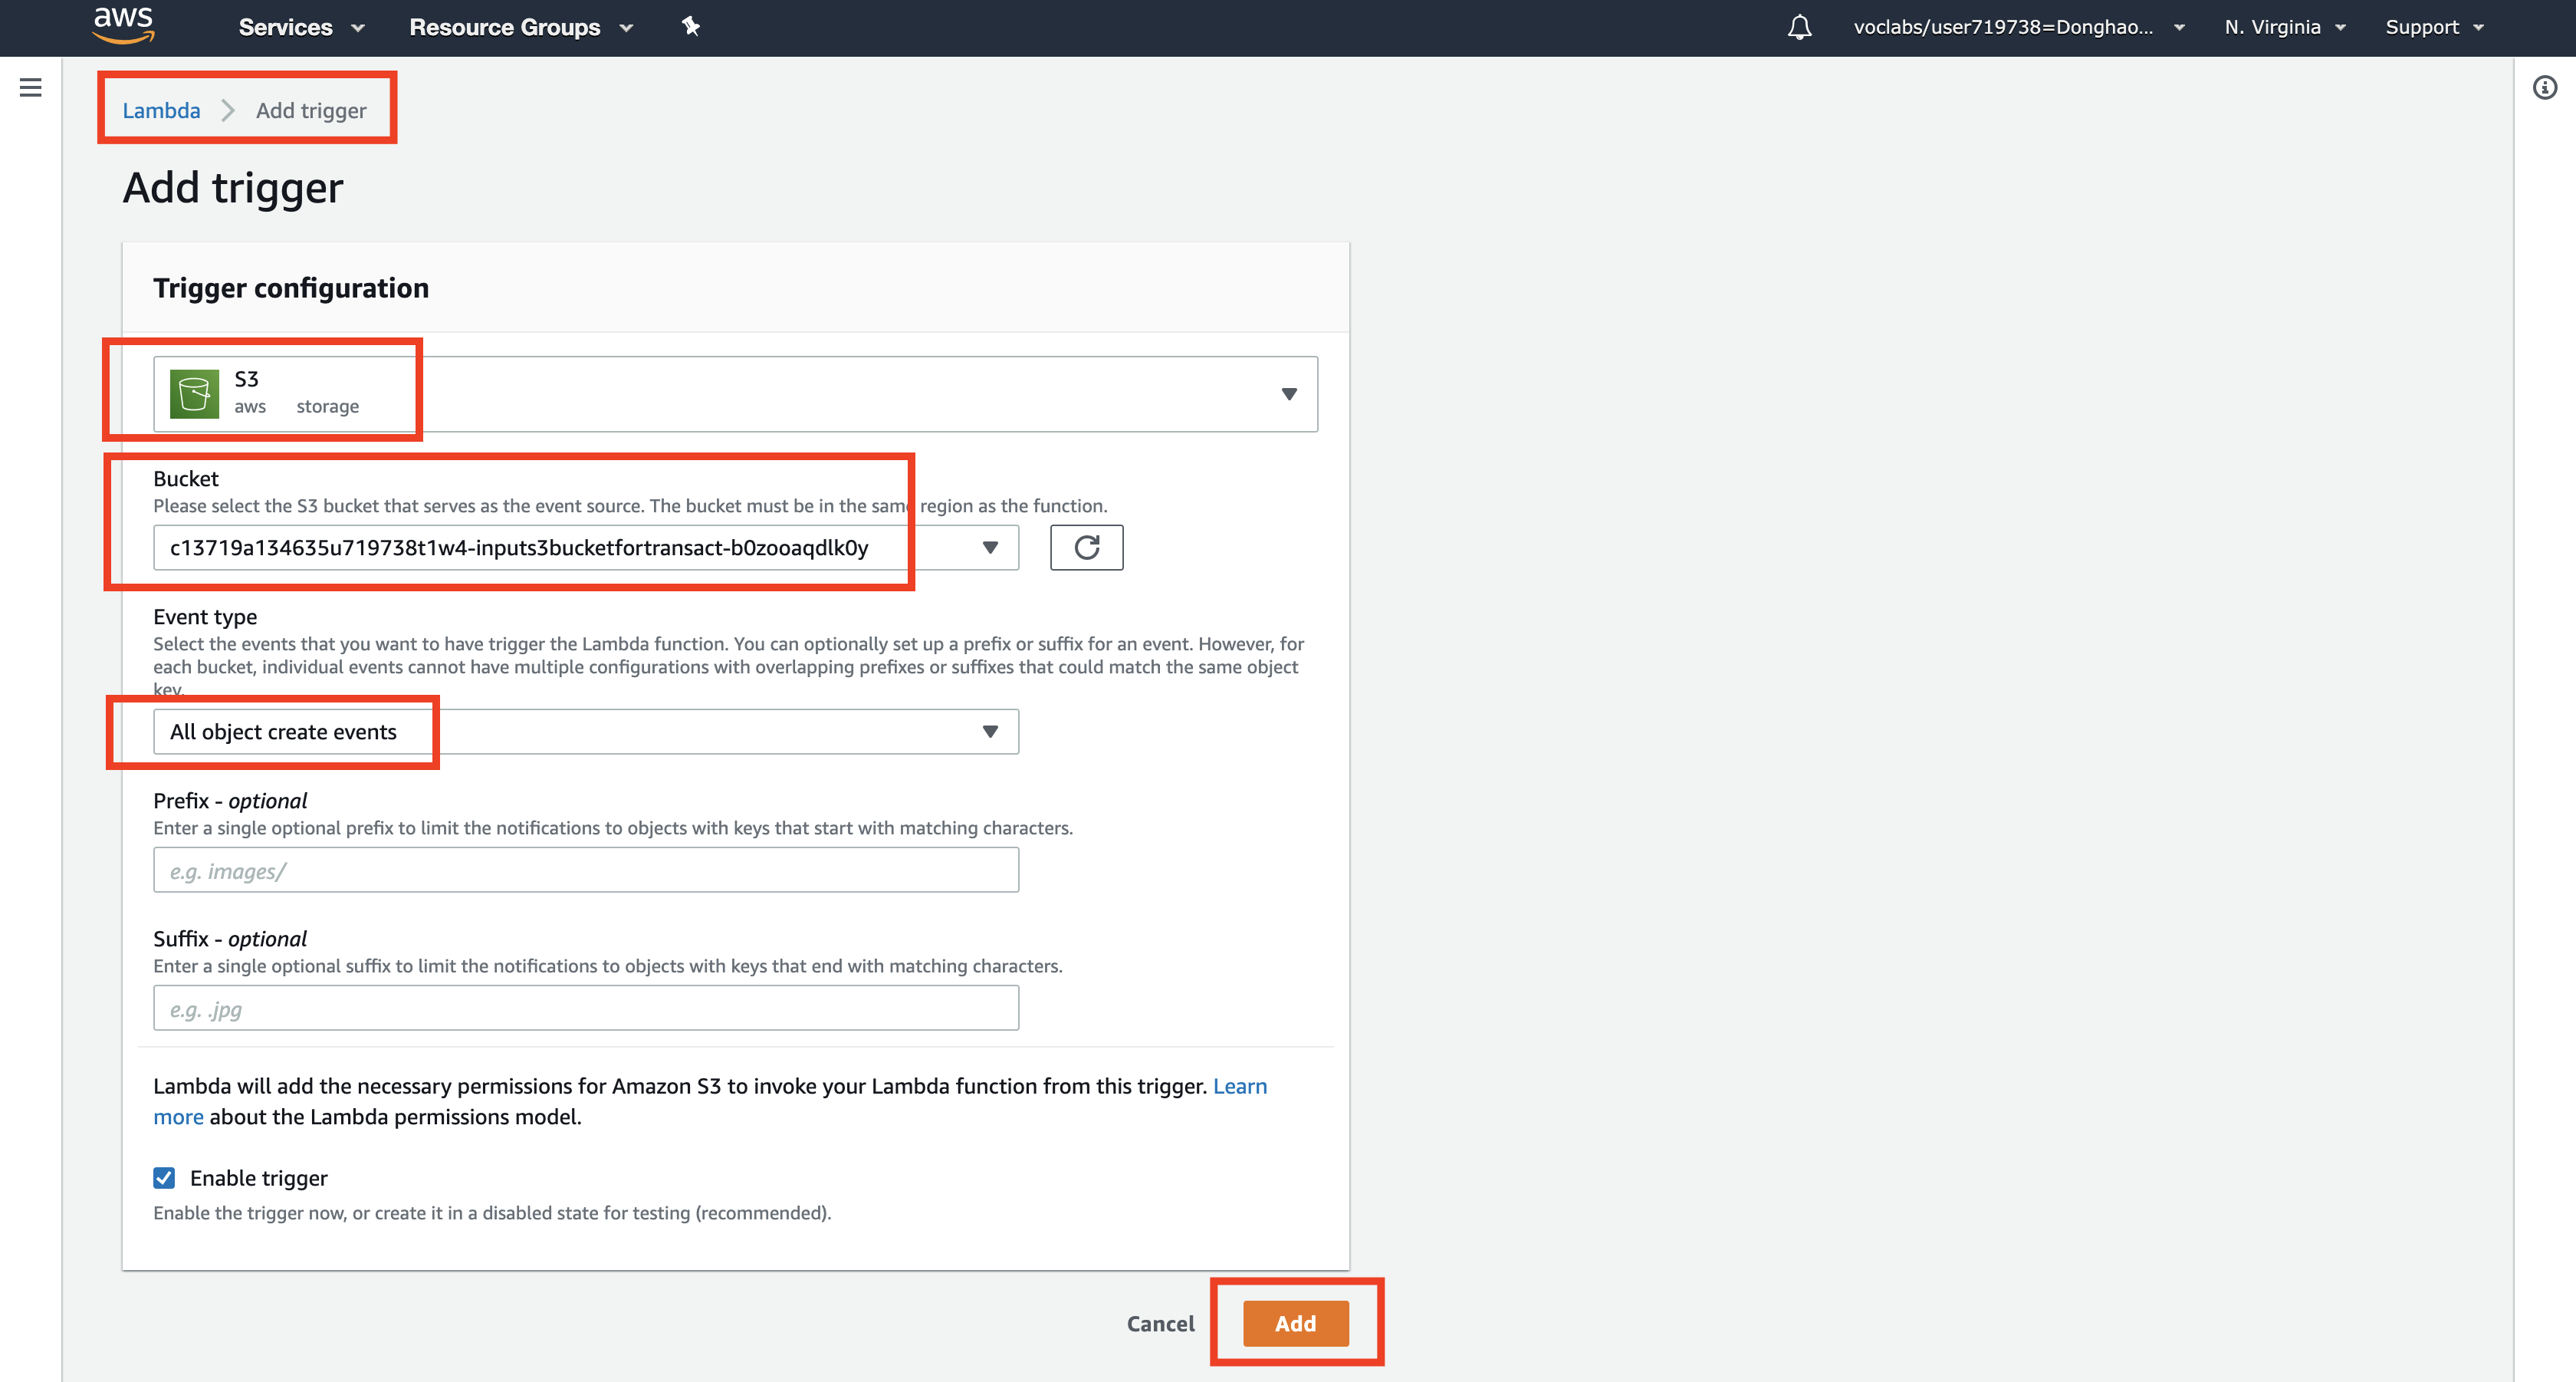 aws Services Resource Groups voclabs/user719738=Donghao... N. Virginia Support
Lambda Add trigger
Add trigger
Trigger configuration
S3
aws storage
Bucket
Please select the S3 bucket that serves as the event source. The bucket must be in the same region as the function.
c13719a134635u719738t1w4-inputs3bucketfortransact-b0zooaqdlk0y
Event type
Select the events that you want to have trigger the Lambda function. You can optionally set up a prefix or suffix for an event. However, for
each bucket, individual events cannot have multiple configurations with overlapping prefixes or suffixes that could match the same object
key.
All object create events
Prefix - optional
Enter a single optional prefix to limit the notifications to objects with keys that start with matching characters.
e.g. images/
Suffix - optional
Enter a single optional suffix to limit the notifications to objects with keys that end with matching characters.
e.g. .jpg
Lambda will add the necessary permissions for Amazon S3 to invoke your Lambda function from this trigger. Learn
more about the Lambda permissions model.
Enable trigger
Enable the trigger now, or create it in a disabled state for testing (recommended).
Cancel Add